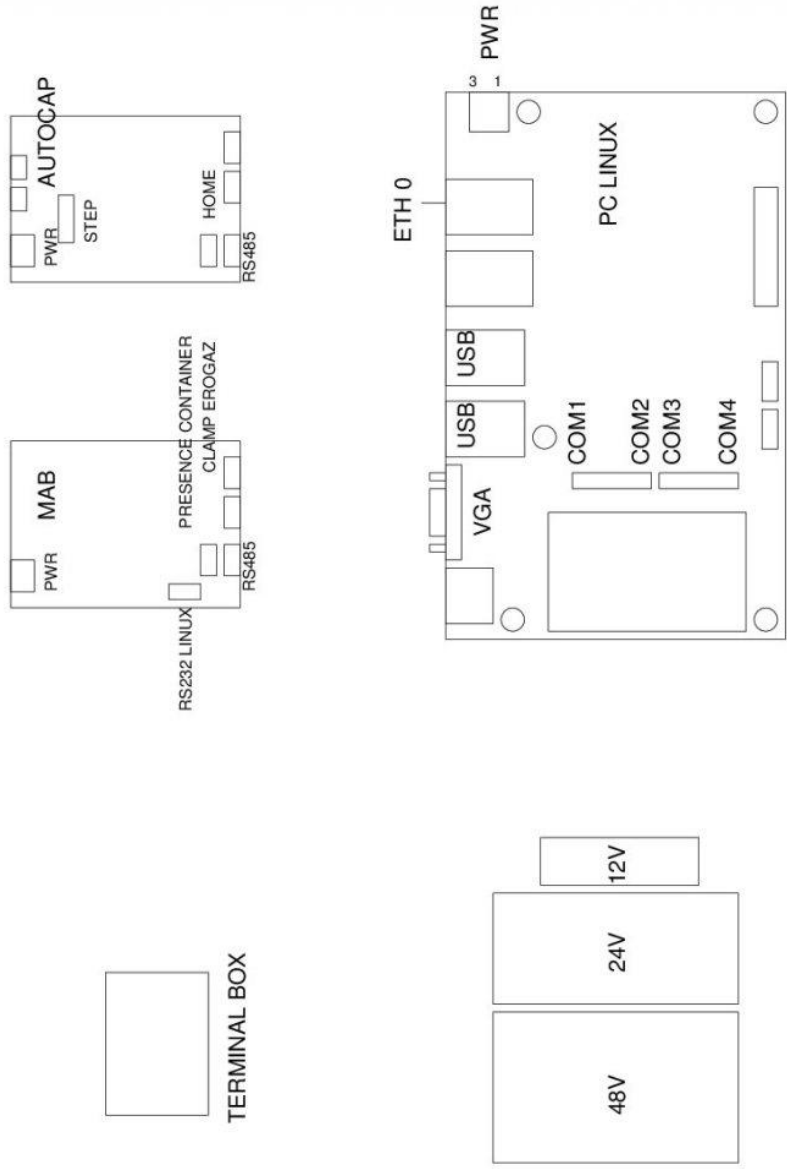 PWR
AUTOCAP
STEP
HOME
RS485
PWR
MAB
PRESENCE CONTAINER
CLAMP EROGAZ
RS232 LINUX
RS485
TERMINAL BOX
PWR
3 1
ETH 0
PC LINUX
USB
USB
VGA
COM1
COM2
COM3
COM4
12V
24V
48V